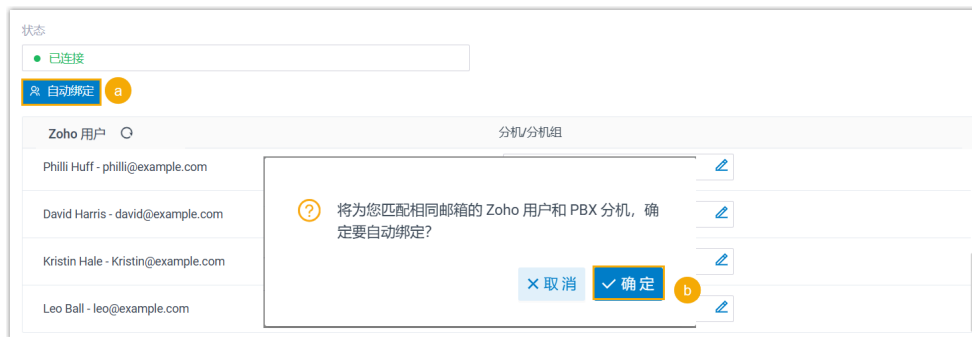 状态
已连接
自动绑定 a
Zoho 用户 分机/分机组
Philli Huff - philli@example.com
David Harris - david@example.com
Kristin Hale - Kristin@example.com
Leo Ball - leo@example.com
将为您匹配相同邮箱的 Zoho 用户和 PBX 分机，确
定要自动绑定？
取消 确定 b